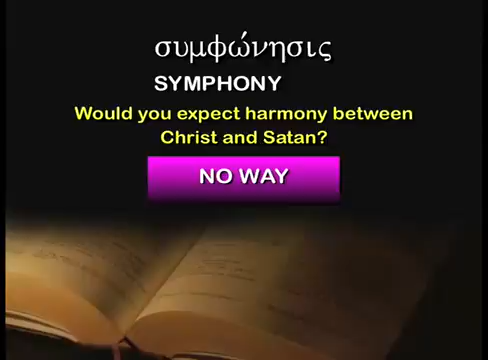 συμφώνησις
SYMPHONY
Would you expect harmony between
Christ and Satan?
NO WAY